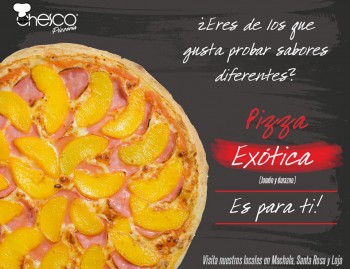 Chesco
Pizzería
¿Eres de los que
gusta probar sabores
diferentes?
Pizza
Exótica
(Jamón y durazno)
Es para ti!
Visita nuestros locales en Machala, Santa Rosa y Loja